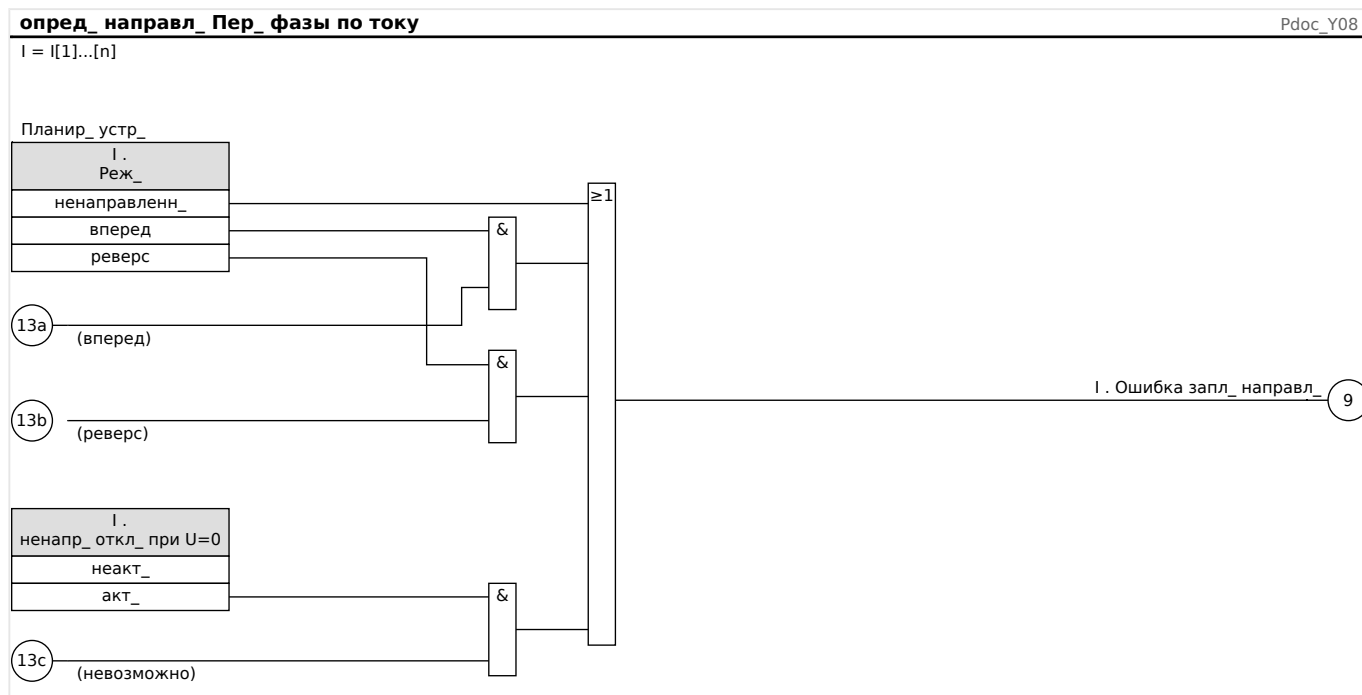 опред_ направл_ Пер_ фазы по току
Pdoc_Y08
I = I[1]...[n]
Планир_ устр_
I .
Реж_
ненаправленн_
вперед
реверс
≥1
&
13a
(вперед)
&
13b
(реверс)
I . Ошибка запл_ направл_
9
I .
ненапр_ откл_ при U=0
неакт_
акт_
&
13c
(невозможно)